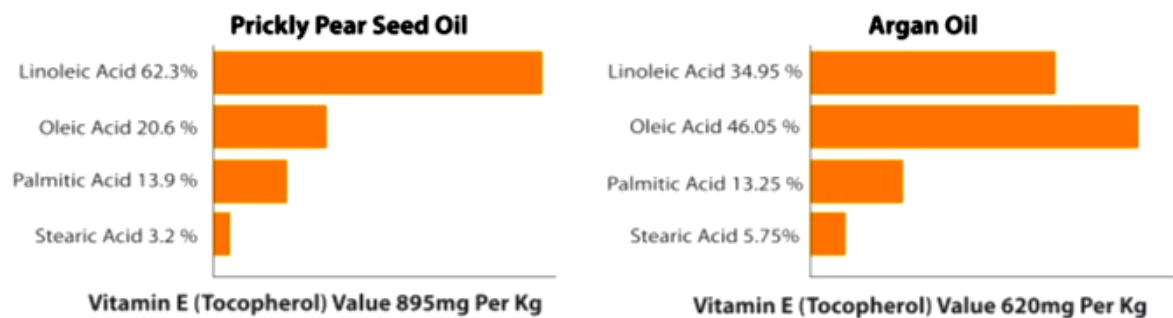 Prickly Pear Seed Oil
Linoleic Acid 62.3%
Oleic Acid 20.6 %
Palmitic Acid 13.9 %
Stearic Acid 3.2 %
Vitamin E (Tocopherol) Value 895mg Per Kg
Argan Oil
Linoleic Acid 34.95 %
Oleic Acid 46.05 %
Palmitic Acid 13.25 %
Stearic Acid 5.75%
Vitamin E (Tocopherol) Value 620mg Per Kg